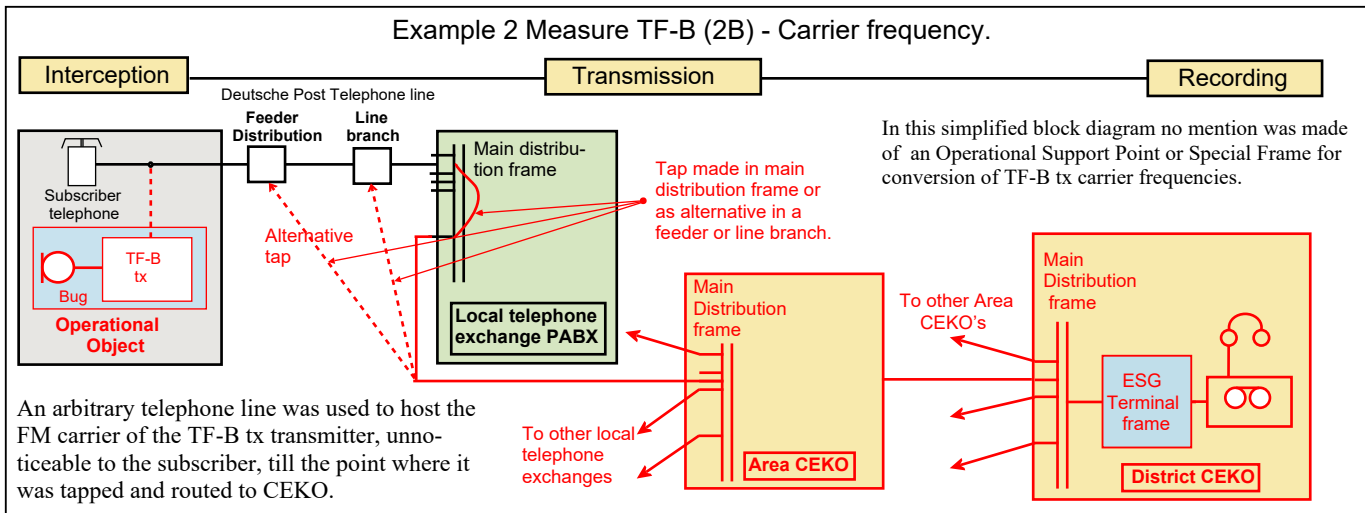 Example 2 Measure TF-B (2B) - Carrier frequency.
Interception
Transmission
Recording
Deutsche Post Telephone line
Feeder
Distribution
Line
branch
Subscriber
telephone
TF-B
tx
Bug
Operational
Object
Alternative
tap
Main distribu-
tion frame
Local telephone
exchange PABX
Tap made in main
distribution frame or
as alternative in a
feeder or line branch.
In this simplified block diagram no mention was made
of an Operational Support Point or Special Frame for
conversion of TF-B tx carrier frequencies.
Main
Distribution
frame
To other local
telephone
exchanges
Area CEKO
To other Area
CEKO’s
Main
Distribution
frame
ESG
Terminal
frame
District CEKO
An arbitrary telephone line was used to host the
FM carrier of the TF-B tx transmitter, unno-
ticeable to the subscriber, till the point where it
was tapped and routed to CEKO.